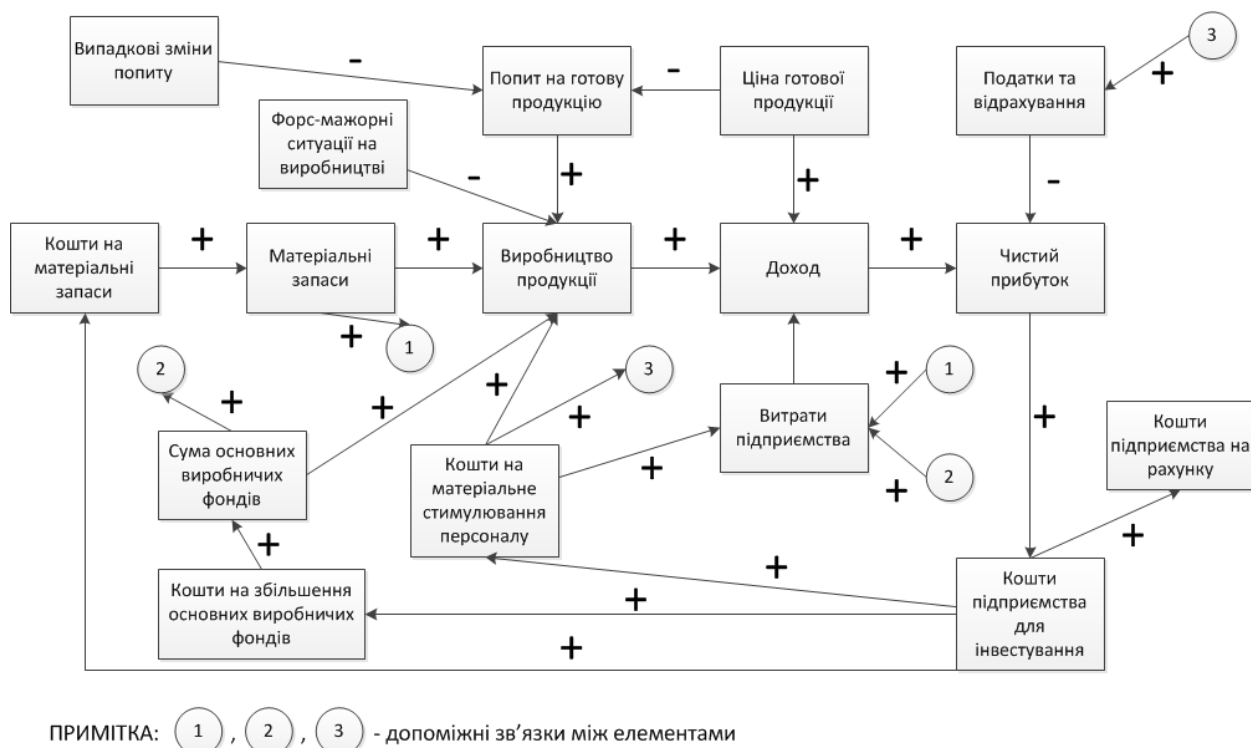 Випадкові зміни
попиту
-
Попит на готову
продукцію
-
Ціна готової
продукції
Податки та
відрахування
3
+
Форс-мажорні
ситуації на
виробництві
-
+
+
-
Кошти на
матеріальні
запаси
+
Матеріальні
запаси
+
Виробництво
продукції
+
Доход
+
Чистий
прибуток
+
1
2
+
+
+
3
+
Сума основних
виробничих
фондів
Кошти на
матеріальне
стимулювання
персоналу
+
Витрати
підприємства
+
1
+
2
+
Кошти
підприємства на
рахунку
+
+
Кошти на збільшення
основних виробничих
фондів
+
+
+
Кошти
підприємства
для
інвестування
ПРИМІТКА: 1 , 2 , 3 - допоміжні зв’язки між елементами